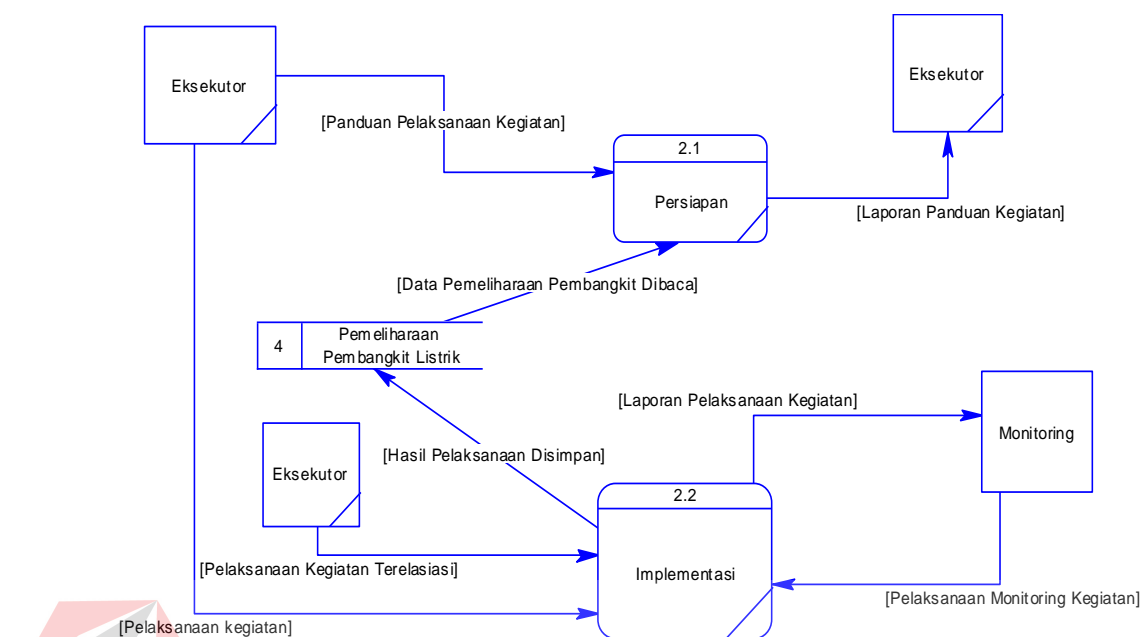 Eksekutor
Eksekutor
[Panduan Pelaksanaan Kegiatan]
2.1
Persiapan
[Laporan Panduan Kegiatan]
[Data Pemeliharaan Pembangkit Dibaca]
4
Pemeliharaan
Pembangkit Listrik
[Laporan Pelaksanaan Kegiatan]
Monitoring
[Hasil Pelaksanaan Disimpan]
Eksekutor
2.2
Implementasi
[Pelaksanaan Kegiatan Terelasiasi]
[Pelaksanaan Monitoring Kegiatan]
[Pelaksanaan kegiatan]